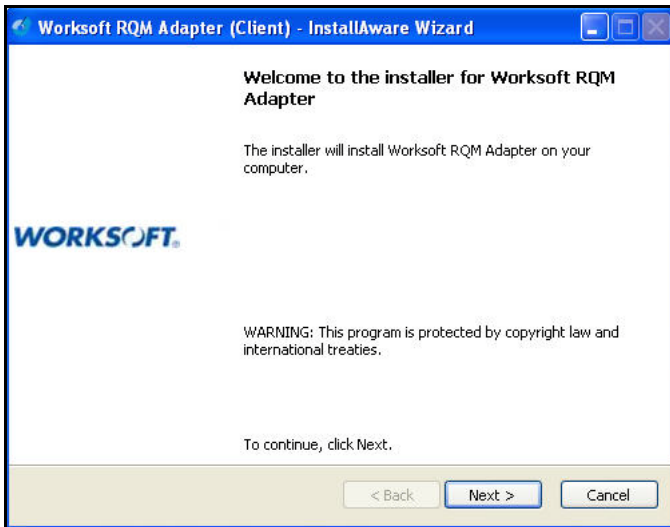 Worksoft RQM Adapter (Client) - InstallAware Wizard
Welcome to the installer for Worksoft RQM
Adapter
The installer will install Worksoft RQM Adapter on your
computer.
WORKSOFT®
WARNING: This program is protected by copyright law and
international treaties.
To continue, click Next.
< Back
Next >
Cancel